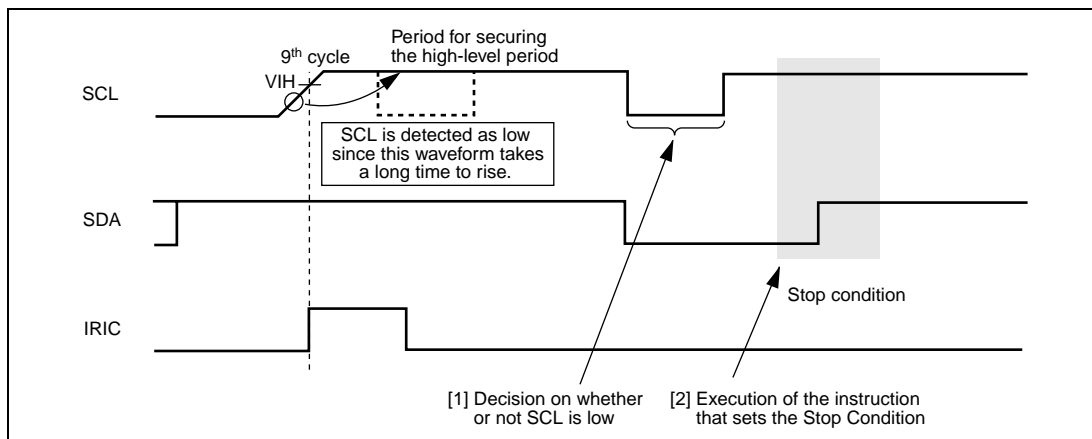 Period for securing
the high-level period
9th cycle
VIH
SCL
SCL is detected as low
since this waveform takes
a long time to rise.
SDA
Stop condition
IRIC
[1] Decision on whether
or not SCL is low
[2] Execution of the instruction
that sets the Stop Condition